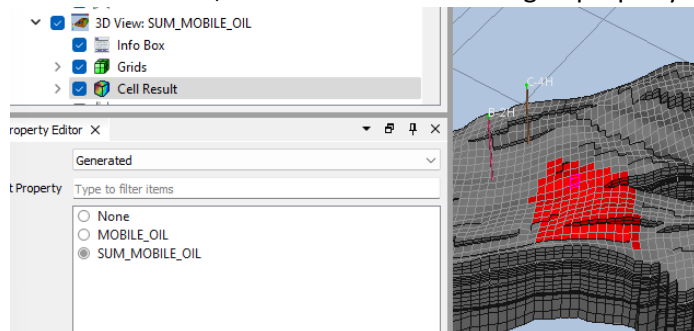 3D View: SUM_MOBILE_OIL
Info Box
Grids
Cell Result
Property Editor
Generated
Property
Type to filter items
None
MOBILE_OIL
SUM_MOBILE_OIL
C-4H
B-2H